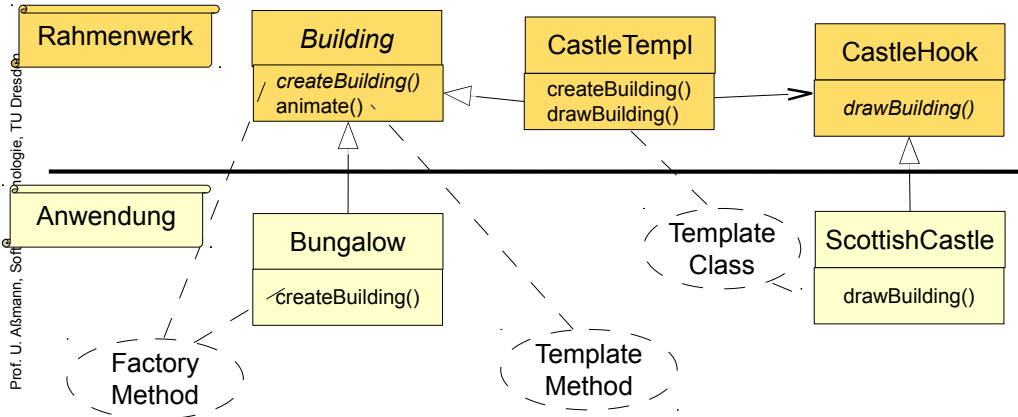 Rahmenwerk
Building
createBuilding()
animate()
CastleTempl
createBuilding()
drawBuilding()
CastleHook
drawBuilding()
Anwendung
Bungalow
createBuilding()
Template
Class
ScottishCastle
drawBuilding()
Factory
Method
Template
Method
Prof. U. Aßmann, Soft nologie, TU Dresden